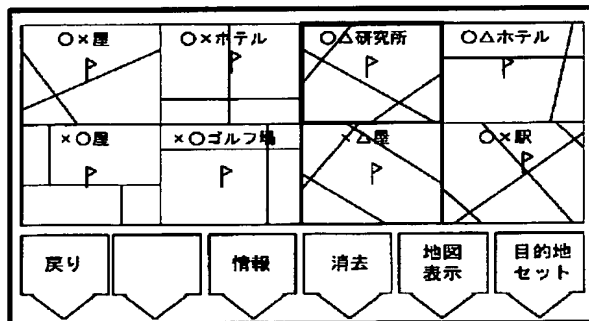 ○×屋
○×ホテル
○△研究所
○△ホテル
×○屋
×○ゴルフ場
×△屋
○×駅
戻り
情報
消去
地図
表示
目的地
セット